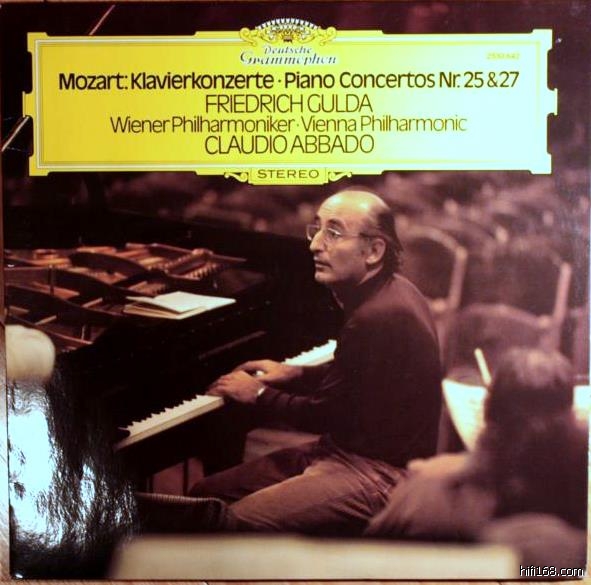 Deutsche
Grammophon
2530 642
Mozart: Klavierkonzerte · Piano Concertos Nr. 25 & 27
FRIEDRICH GULDA
Wiener Philharmoniker · Vienna Philharmonic
CLAUDIO ABBADO
STEREO
hifi168.com